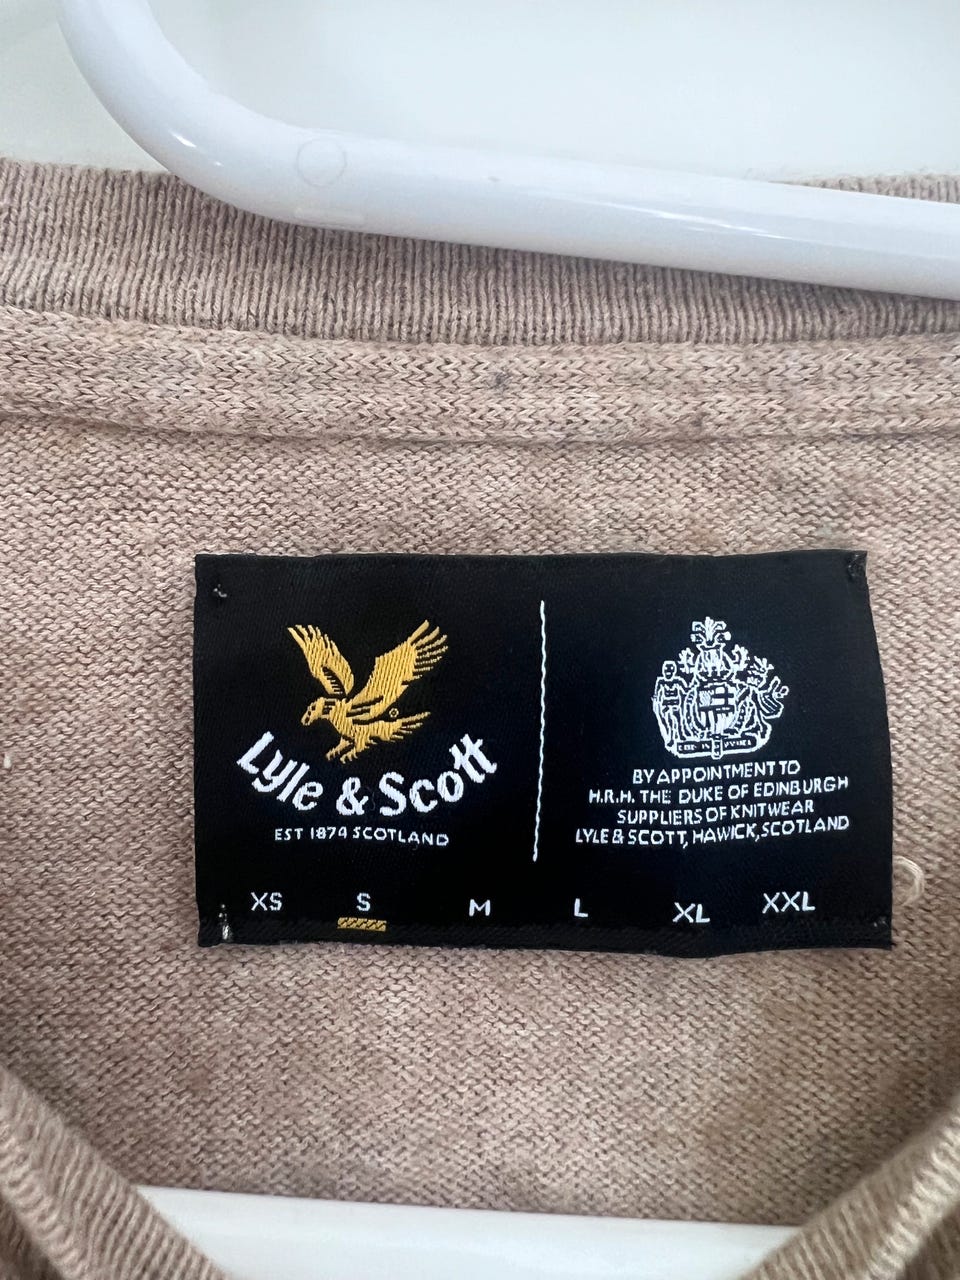 Lyle & Scott
EST 1874 SCOTLAND
BY APPOINTMENT TO
H.R.H. THE DUKE OF EDINBURGH
SUPPLIERS OF KNITWEAR
LYLE & SCOTT, HAWICK, SCOTLAND
XS S M L XL XXL